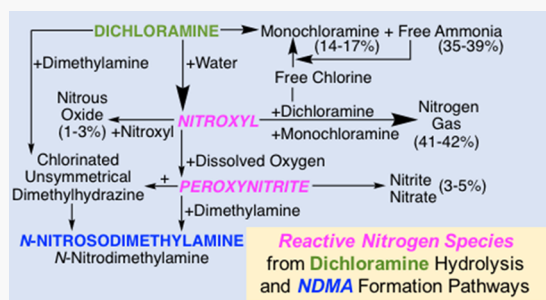 DICHLORAMINE
Monochloramine + Free Ammonia
(14-17%) (35-39%)
+Dimethylamine
+Water
Free Chlorine
Nitrous
Oxide
(1-3%) +Nitroxyl
NITROXYL
+Dichloramine
+Monochloramine
Nitrogen
Gas
(41-42%)
+Dissolved Oxygen
Chlorinated
Unsymmetrical
Dimethylhydrazine
+
PEROXYNITRITE
Nitrite
Nitrate
(3-5%)
+Dimethylamine
N-NITROSODIMETHYLAMINE
N-Nitrodimethylamine
Reactive Nitrogen Species
from Dichloramine Hydrolysis
and NDMA Formation Pathways